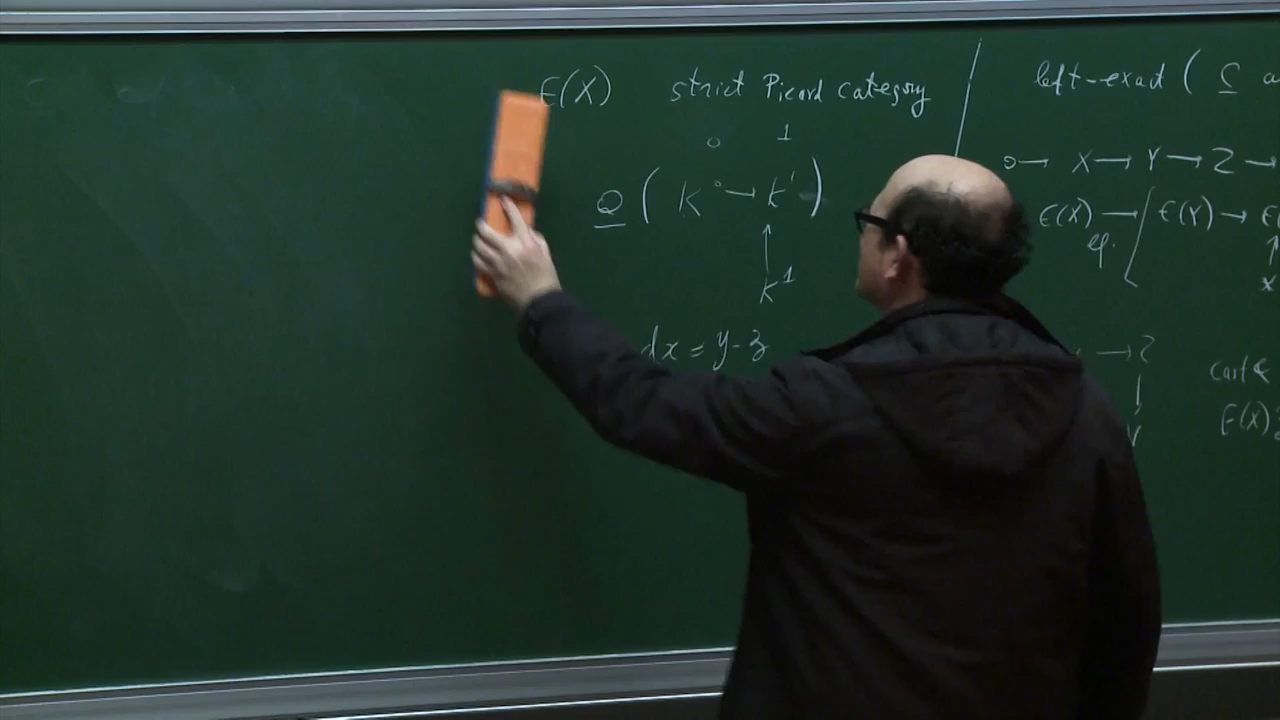 E(X) strict Picard category
0 1
Q ( K⁰ → K¹ )
↑
K¹
dx = y-z
left-exact ( C a
0 → X → Y → Z →
E(X) → E(Y) → E
eq.
x
→ Z
↓
Y
cart
E(X)